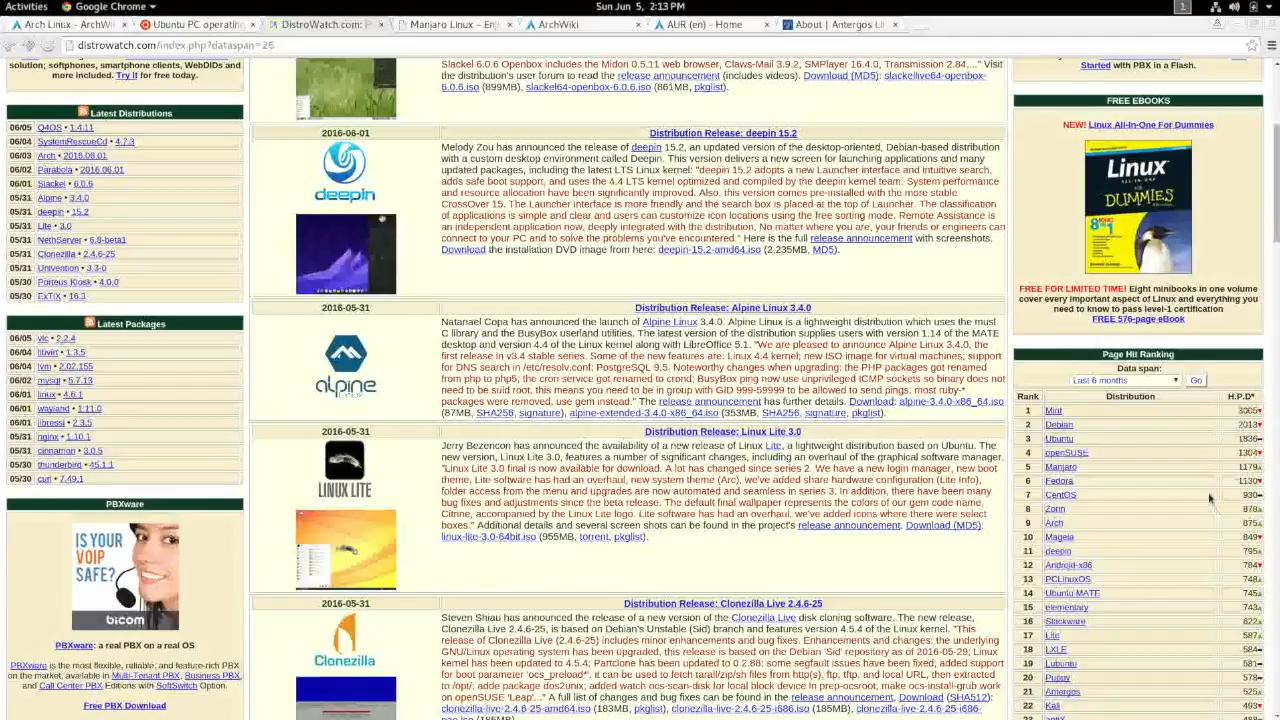 Activities
Google Chrome
Sun Jun 5, 2:13 PM
1
Arch Linux - About
Ubuntu PC operatin
DistroWatch.com:
Manjaro Linux - Enj
ArchWiki
AUR (en) - Home
About | Antergos Li
distrowatch.com/index.php?dataspan=26
solution; softphones, smartphone clients, WebDIDs and
more included. Try it for free today.
Latest Distributions
06/05 Q4OS • 1.4.11
06/04 SystemRescueCd • 4.7.3
06/03 Arch • 2016.06.01
06/02 Parabola • 2016.06.01
06/01 Slackel • 6.0.6
05/31 Alpine • 3.4.0
05/31 deepin • 15.2
05/31 Lite • 3.0
05/31 NethServer • 6.8-beta1
05/31 Clonezilla • 2.4.6-25
05/31 Univention • 3.3-0
05/30 Porteus Kiosk • 4.0.0
05/30 ExTiX • 16.3
Latest Packages
06/05 vlc • 2.2.4
06/04 libvirt • 1.3.5
06/04 lvm • 2.02.155
06/02 mysql • 5.7.13
06/01 linux • 4.6.1
06/01 wayland • 1.11.0
06/01 libressl • 2.3.5
05/31 nginx • 1.10.1
05/31 cinnamon • 3.0.5
05/30 thunderbird • 45.1.1
05/30 curl • 7.49.1
PBXware
IS YOUR
VOIP
SAFE?
bicom
PBXware: a real PBX on a real OS
PBXware is the most flexible, reliable, and feature-rich PBX
on the market, available in Multi-Tenant PBX, Business PBX,
and Call Center PBX Editions with SoftSwitch Option.
Free PBX Download
Slackel 6.0.6 Openbox includes the Midori 0.5.11 web browser, Claws-Mail 3.9.2, SMPlayer 16.4.0, Transmission 2.84...." Visit
the distribution's user forum to read the release announcement (includes videos). Download (MD5): slackellive64-openbox-
6.0.6.iso (899MB), slackel64-openbox-6.0.6.iso (861MB, pkglist).
2016-06-01
Distribution Release: deepin 15.2
deepin
Melody Zou has announced the release of deepin 15.2, an updated version of the desktop-oriented, Debian-based distribution
with a custom desktop environment called Deepin. This version delivers a new screen for launching applications and many
updated packages, including the latest LTS Linux kernel: "deepin 15.2 adopts a new Launcher interface and intuitive search,
adds safe boot support, and uses the 4.4 LTS kernel optimized and compiled by the deepin kernel team. System performance
and resource allocation have been significantly improved. Also, this version comes pre-installed with the more stable
CrossOver 15. The Launcher interface is more friendly and the search box is placed at the top of Launcher. The classification
of applications is simple and clear and users can customize icon locations using the free sorting mode. Remote Assistance is
an independent application now, deeply integrated with the distribution. No matter where you are, your friends or engineers can
connect to your PC and to solve the problems you've encountered." Here is the full release announcement with screenshots.
Download the installation DVD image from here: deepin-15.2-amd64.iso (2.235MB, MD5).
2016-05-31
Distribution Release: Alpine Linux 3.4.0
alpine
LINUX
Natanael Copa has announced the launch of Alpine Linux 3.4.0. Alpine Linux is a lightweight distribution which uses the musl
C library and the BusyBox userland utilities. The latest version of the distribution supplies users with version 1.14 of the MATE
desktop and version 4.4 of the Linux kernel along with LibreOffice 5.1. "We are pleased to announce Alpine Linux 3.4.0, the
first release in v3.4 stable series. Some of the new features are: Linux 4.4 kernel; new ISO image for virtual machines; support
for DNS search in /etc/resolv.conf; PostgreSQL 9.5. Noteworthy changes when upgrading: the PHP packages got renamed
from php to php5; the cron service got renamed to crond; BusyBox ping now use unprivileged ICMP sockets so binary does not
need to be suid root, this means you need to be in group with GID 999-59999 to be allowed to send pings; most ruby-*
packages were removed, use gem instead." The release announcement has further details. Download: alpine-3.4.0-x86_64.iso
(87MB, SHA256, signature), alpine-extended-3.4.0-x86_64.iso (353MB, SHA256, signature, pkglist).
2016-05-31
Distribution Release: Linux Lite 3.0
LINUX LITE
Jerry Bezencon has announced the availability of a new release of Linux Lite, a lightweight distribution based on Ubuntu. The
new version, Linux Lite 3.0, features a number of significant changes, including an overhaul of the graphical software manager.
"Linux Lite 3.0 final is now available for download. A lot has changed since series 2. We have a new login manager, new boot
theme, Lite software has had an overhaul, new system theme (Arc), we've added share hardware configuration (Lite Info),
folder access from the menu and upgrades are now automated and seamless in series 3. In addition, there have been many
bug fixes and adjustments since the beta release. The default final wallpaper represents the colors of our gem code name,
Citrine, accompanied by the Linux Lite logo. Lite software has had an overhaul. we've added icons where there were select
boxes." Additional details and several screen shots can be found in the project's release announcement. Download (MD5):
linux-lite-3.0-64bit.iso (955MB, torrent, pkglist).
2016-05-31
Distribution Release: Clonezilla Live 2.4.6-25
Clonezilla
Steven Shiau has announced the release of an updated version of the Clonezilla Live disk cloning software. The new release,
Clonezilla Live 2.4.6-25, is based on Debian's Unstable (Sid) branch and features version 4.5.4 of the Linux kernel. "This
release of Clonezilla Live (2.4.6-25) includes minor enhancements and bug fixes. Enhancements and changes: the underlying
GNU/Linux operating system has been upgraded, this release is based on the Debian 'Sid' repository as of 2016-05-29; Linux
kernel has been updated to 4.5.4; Partclone has been updated to 0.2.88; some segfault issues have been fixed; added support
for boot parameter 'ocs_preload*', it can be used to fetch tarall/zip/sh files from http(s), ftp, tftp, and local URL, then extracted
to /opt/; added package dos2unix; added watch-ocs-scan-disk for local block device in prep-ocsroot; make ocs-install-grub work
on openSUSE 'Leap'..." A full list of changes and bug fixes can be found in the release announcement. Download (SHA512):
clonezilla-live-2.4.6-25-amd64.iso (183MB, pkglist), clonezilla-live-2.4.6-25-i686.iso (185MB), clonezilla-live-2.4.6-25-i686-
Started with PBX in a Flash.
FREE EBOOKS
NEW! Linux All-In-One For Dummies
Linux
ALL-IN-ONE
FOR
DUMMIES
8 IN 1
FREE FOR LIMITED TIME! Eight minibooks in one volume
cover every important aspect of Linux and everything you
need to know to pass level-1 certification
FREE 576-page eBook
Page Hit Ranking
Data span:
Last 6 months Go
Rank Distribution H.P.D*
1 Mint 3005
2 Debian 2013
3 Ubuntu 1836
4 openSUSE 1304
5 Manjaro 1179
6 Fedora 1130
7 CentOS 930
8 Zorin 878
9 Arch 875
10 Mageia 849
11 deepin 795
12 Android-x86 784
13 PCLinuxOS 748
14 Ubuntu MATE 745
15 elementary 743
16 Slackware 622
17 Lite 587
18 LXLE 584
19 Lubuntu 581
20 Puppy 578
21 Antergos 525
22 Kali 493
23 antiX